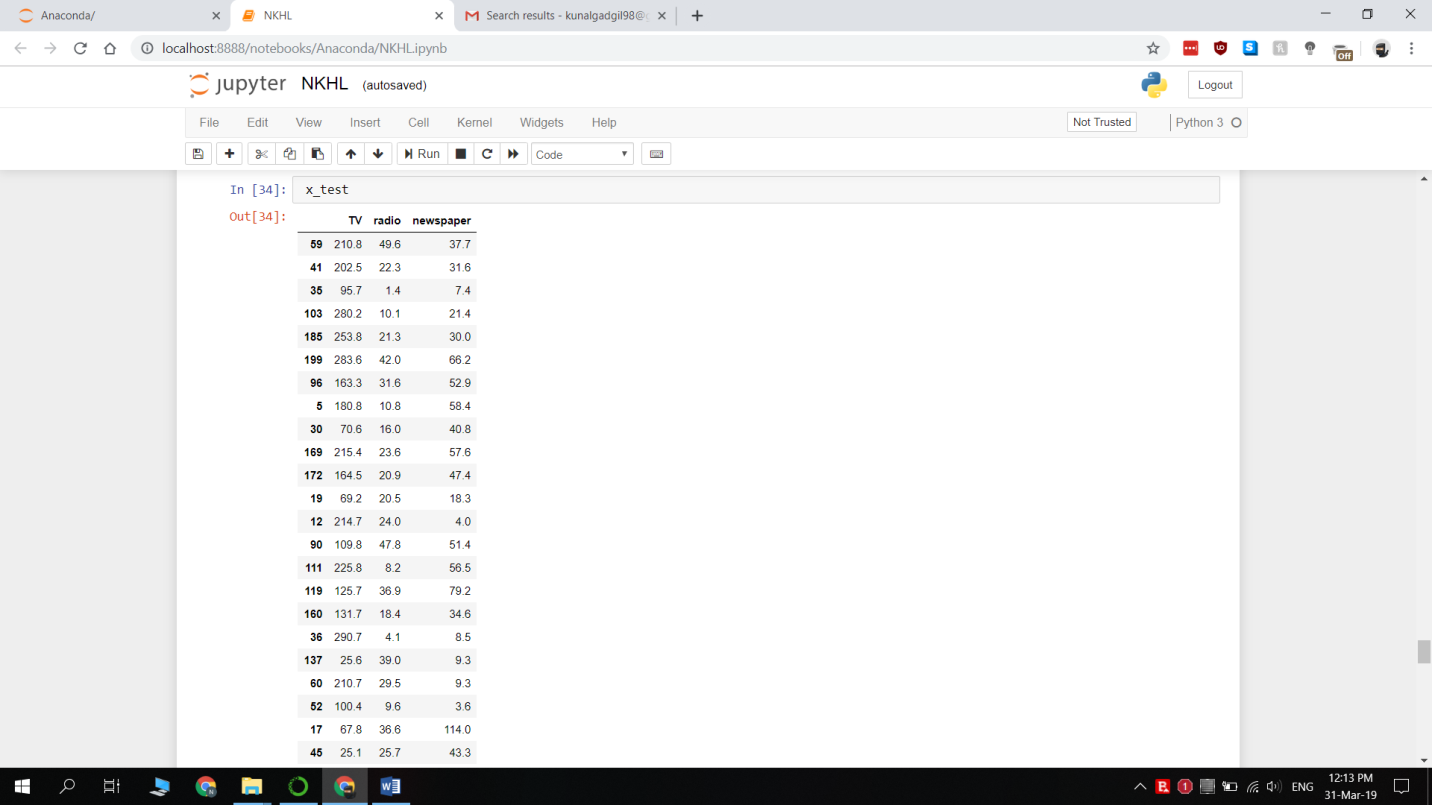 Anaconda/ NKHL Search results - kunalgadgil98@g
localhost:8888/notebooks/Anaconda/NKHL.ipynb Off
jupyter NKHL (autosaved) Logout
File Edit View Insert Cell Kernel Widgets Help Not Trusted Python 3
Run Code
In [34]: x_test
Out[34]:
TV radio newspaper
59 210.8 49.6 37.7
41 202.5 22.3 31.6
35 95.7 1.4 7.4
103 280.2 10.1 21.4
185 253.8 21.3 30.0
199 283.6 42.0 66.2
96 163.3 31.6 52.9
5 180.8 10.8 58.4
30 70.6 16.0 40.8
169 215.4 23.6 57.6
172 164.5 20.9 47.4
19 69.2 20.5 18.3
12 214.7 24.0 4.0
90 109.8 47.8 51.4
111 225.8 8.2 56.5
119 125.7 36.9 79.2
160 131.7 18.4 34.6
36 290.7 4.1 8.5
137 25.6 39.0 9.3
60 210.7 29.5 9.3
52 100.4 9.6 3.6
17 67.8 36.6 114.0
45 25.1 25.7 43.3
ENG 12:13 PM
31-Mar-19